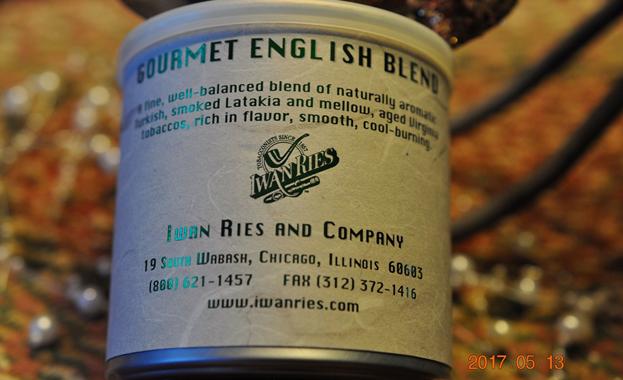 GOURMET ENGLISH BLEND
A fine, well-balanced blend of naturally aromatic
Turkish, smoked Latakia and mellow, aged Virginia
tobaccos, rich in flavor, smooth, cool-burning.
TOBACCONISTS SINCE 1857
IWAN RIES
IWAN RIES AND COMPANY
19 SOUTH WABASH, CHICAGO, ILLINOIS 60603
(800) 621-1457 FAX (312) 372-1416
www.iwanries.com
2017 05 13